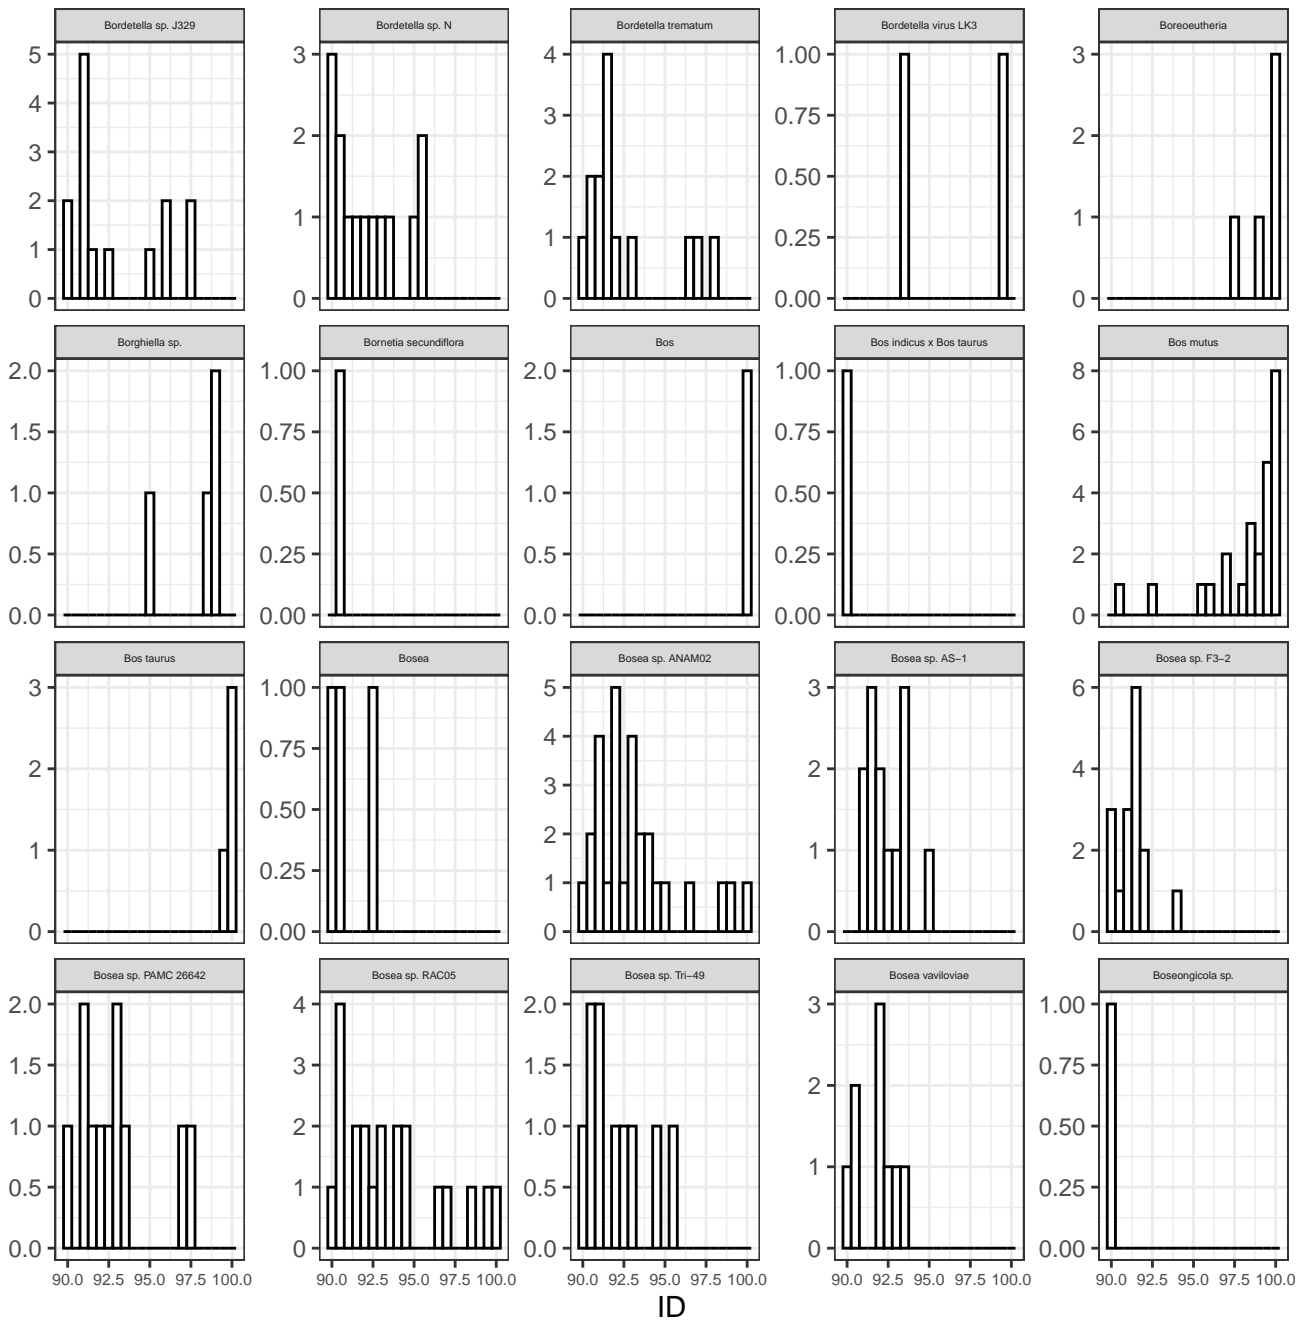 Bordetella sp. J329 Bordetella sp. N Bordetella trematum Bordetella virus LK3 Boreoeutheria
5 3 4 1.00 3
4 3 0.75
3 2 2 0.50 2
2 1 1 0.25 1
1
0 0 0 0.00 0
Borghiella sp. Bornetia secundiflora Bos Bos indicus x Bos taurus Bos mutus
2.0 1.00 2.0 1.00 8
1.5 0.75 1.5 0.75 6
1.0 0.50 1.0 0.50 4
0.5 0.25 0.5 0.25 2
0.0 0.00 0.0 0.00 0
Bos taurus Bosea Bosea sp. ANAM02 Bosea sp. AS−1 Bosea sp. F3−2
3 1.00 5 3 6
0.75 4
2 3 2 4
0.50 2
1 0.25 1 1 2
0 0.00 0 0 0
Bosea sp. PAMC 26642 Bosea sp. RAC05 Bosea sp. Tri−49 Bosea vaviloviae Boseongicola sp.
2.0 4 2.0 3 1.00
1.5 3 1.5 0.75
1.0 2 1.0 2 0.50
0.5 1 0.5 1 0.25
0.0 0 0.0 0 0.00
90.0 92.5 95.0 97.5 100.0 90.0 92.5 95.0 97.5 100.0 90.0 92.5 95.0 97.5 100.0 90.0 92.5 95.0 97.5 100.0 90.0 92.5 95.0 97.5 100.0
ID